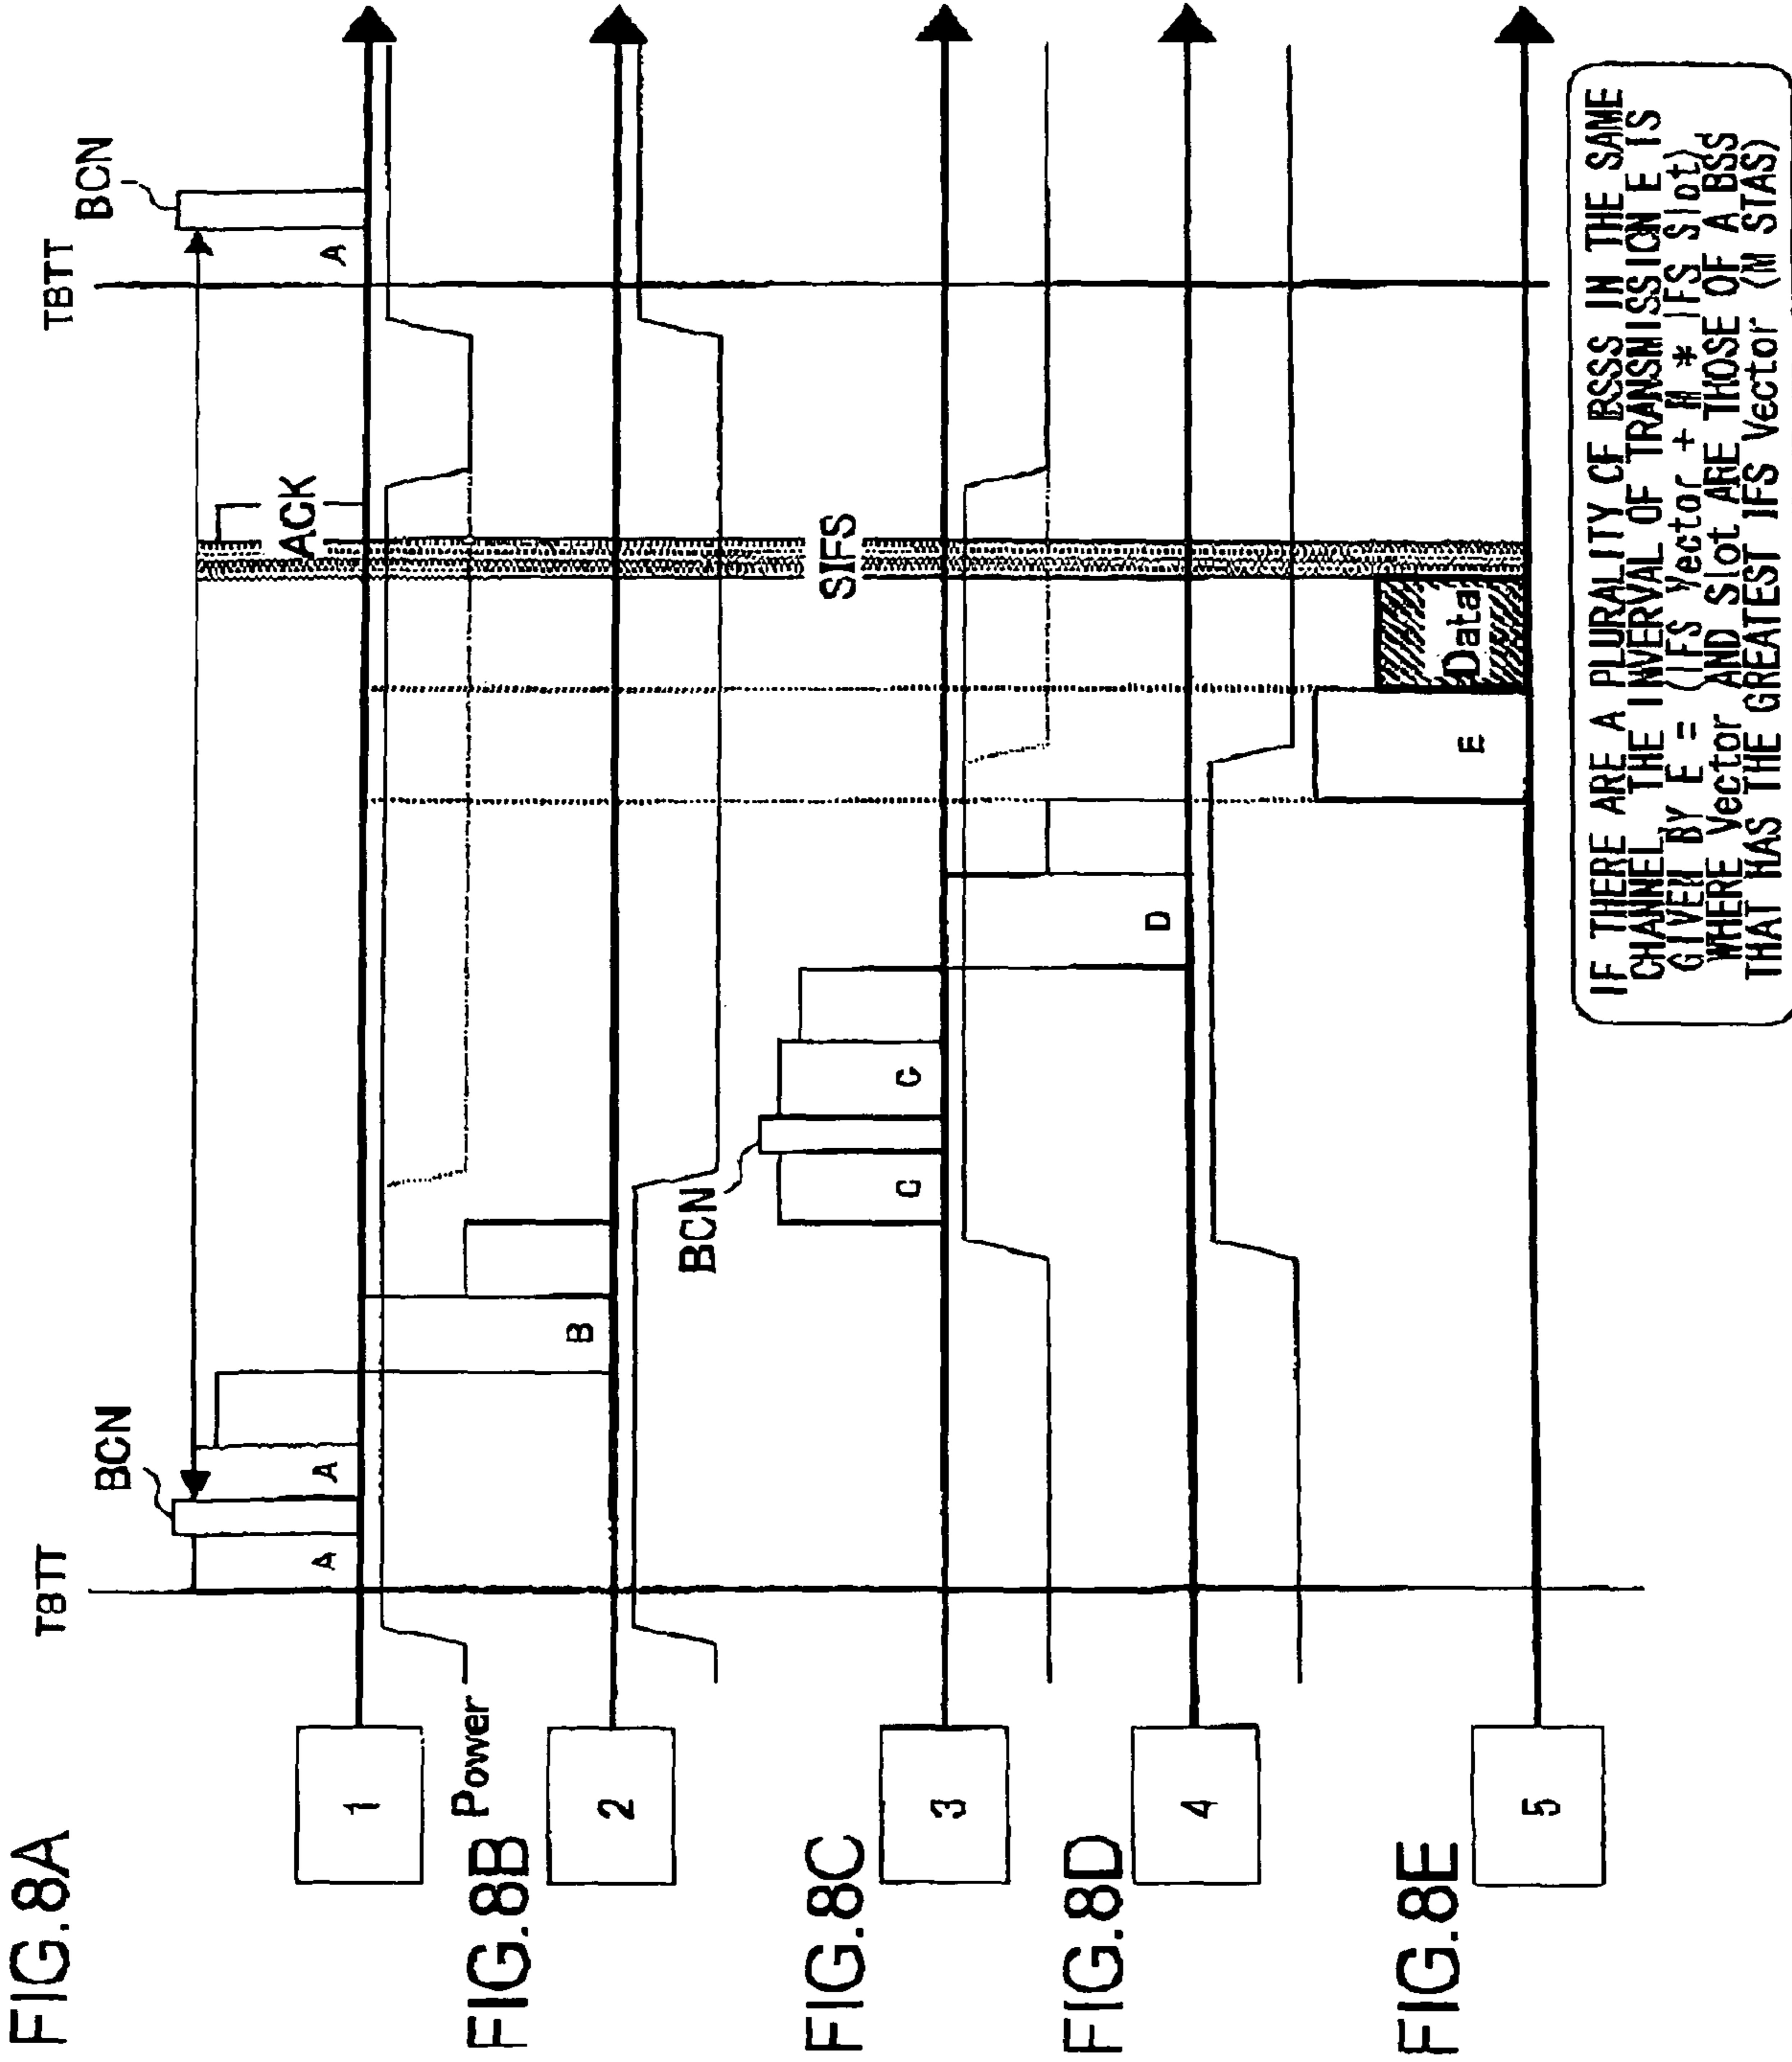 FIG.8A
TBTT
BCN
A
A
TBTT
BCN
A
ACK
1
Power
FIG.8B
B
2
FIG.8C
BCN
C
C
SIFS
3
FIG.8D
D
4
FIG.8E
E
Data
5
IF THERE ARE A PLURALITY OF BSSS IN THE SAME
CHANNEL THE INVERVAL OF TRANSMISSION E IS
GIVEN BY E = (IFS Vector + M * IFS Slot)
WHERE Vector AND Slot ARE THOSE OF A BSS
THAT HAS THE GREATEST IFS Vector (M STAS)